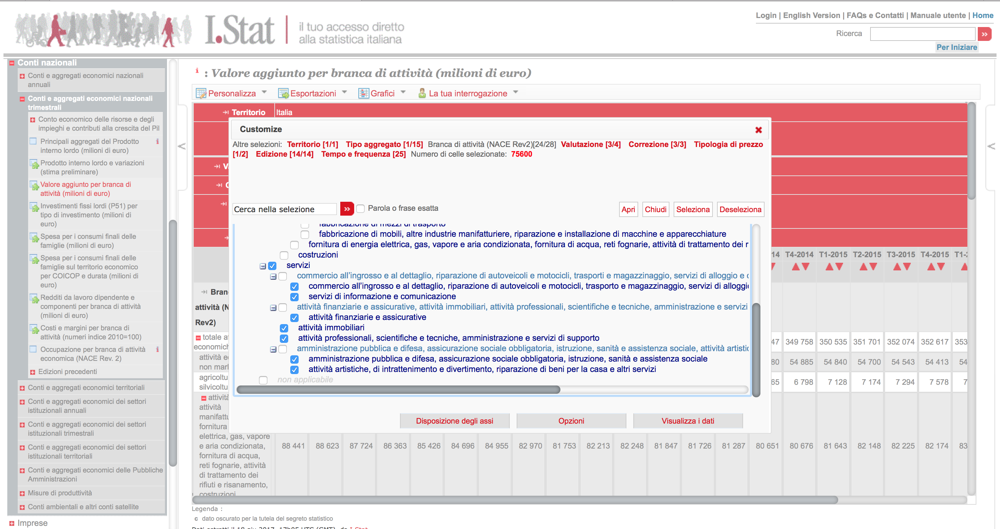 Login | English Version | FAQs e Contatti | Manuale utente | Home
I.Stat
il tuo accesso diretto
alla statistica italiana
Ricerca
Per Iniziare
Conti nazionali
Conti e aggregati economici nazionali
annuali
Conti e aggregati economici nazionali
trimestrali
Conto economico delle risorse e degli
impieghi e contributi alla crescita del Pil
Principali aggregati del Prodotto
interno lordo (milioni di euro)
Prodotto interno lordo e variazioni
(stima preliminare)
Valore aggiunto per branca di
attività (milioni di euro)
Investimenti fissi lordi (P51) per
tipo di investimento (milioni di
euro)
Spesa per i consumi finali delle
famiglie (milioni di euro)
Spesa per i consumi finali delle
famiglie sul territorio economico
per COICOP e durata (milioni di
euro)
Redditi da lavoro dipendente e
componenti per branca di attività
(milioni di euro)
Costi e margini per branca di
attività (numeri indice 2010=100)
Occupazione per branca di attività
economica (NACE Rev. 2)
Edizioni precedenti
Conti e aggregati economici territoriali
Conti e aggregati economici dei settori
istituzionali annuali
Conti e aggregati economici dei settori
istituzionali trimestrali
Conti e aggregati economici dei settori
istituzionali territoriali
Conti e aggregati economici delle Pubbliche
Amministrazioni
Misure di produttività
Conti ambientali e altri conti satellite
Imprese
: Valore aggiunto per branca di attività (milioni di euro)
Personalizza Esportazioni Grafici La tua interrogazione
Territorio Italia
Customize
Altre selezioni: Territorio [1/1] Tipo aggregato [1/15] Branca di attività (NACE Rev2)[24/28] Valutazione [3/4] Correzione [3/3] Tipologia di prezzo
[1/2] Edizione [14/14] Tempo e frequenza [25] Numero di celle selezionate: 75600
Cerca nella selezione Parola o frase esatta Apri Chiudi Seleziona Deseleziona
fabbricazione di mezzi di trasporto
fabbricazione di mobili, altre industrie manifatturiere, riparazione e installazione di macchine e apparecchiature
fornitura di energia elettrica, gas, vapore e aria condizionata, fornitura di acqua, reti fognarie, attività di trattamento dei r
costruzioni
servizi
commercio all'ingrosso e al dettaglio, riparazione di autoveicoli e motocicli, trasporti e magazzinaggio, servizi di alloggio e
commercio all'ingrosso e al dettaglio, riparazione di autoveicoli e motocicli, trasporto e magazzinaggio, servizi di alloggi
servizi di informazione e comunicazione
attività finanziarie e assicurative, attività immobiliari, attività professionali, scientifiche e tecniche, amministrazione e servizi
attività finanziarie e assicurative
attività immobiliari
attività professionali, scientifiche e tecniche, amministrazione e servizi di supporto
amministrazione pubblica e difesa, assicurazione sociale obbligatoria, istruzione, sanità e assistenza sociale, attività artisti
amministrazione pubblica e difesa, assicurazione sociale obbligatoria, istruzione, sanità e assistenza sociale
attività artistiche, di intrattenimento e divertimento, riparazione di beni per la casa e altri servizi
non applicabile
Disposizione degli assi Opzioni Visualizza i dati
14 T4-2014 T1-2015 T2-2015 T3-2015 T4-2015 T1-2
Bran
attività (N
Rev2)
totale a
economich
47 349 758 350 535 351 701 352 074 352 617 353
attività e
non mar
80 54 885 54 840 54 700 54 543 54 413 54
agricoltu
silvicoltu
65 6 798 7 128 7 174 7 294 7 578 7
attività
attività
manifattu
fornitura
elettrica, gas, vapore
e aria condizionata,
fornitura di acqua,
reti fognarie, attività
di trattamento dei
rifiuti e risanamento,
costruzioni
88 441 88 623 87 724 86 363 85 426 84 696 84 955 82 970 81 753 82 213 82 248 81 847 81 726 81 287 80 651 80 676 81 643 82 148 82 225 82 174 83
Legenda :
c dato oscurato per la tutela del segreto statistico
Dati estratti il 18 giu 2017, 17h05 UTC (GMT), da I.Stat